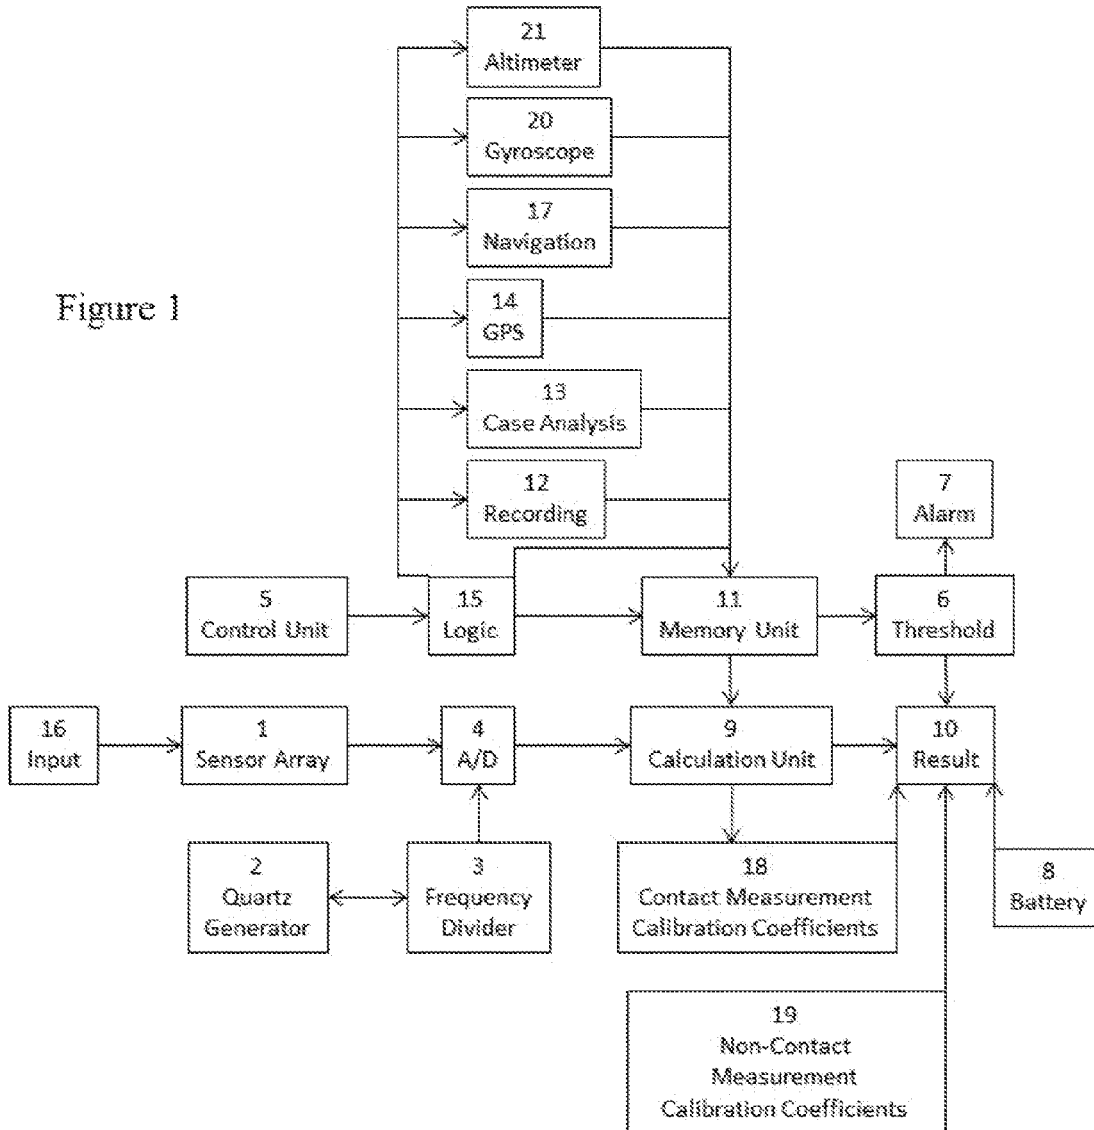 21
Altimeter
20
Gyroscope
17
Navigation
Figure 1
14
GPS
13
Case Analysis
12
Recording
7
Alarm
5
Control Unit
15
Logic
11
Memory Unit
6
Threshold
16
Input
1
Sensor Array
4
A/D
9
Calculation Unit
10
Result
2
Quartz
Generator
3
Frequency
Divider
18
Contact Measurement
Calibration Coefficients
8
Battery
19
Non-Contact
Measurement
Calibration Coefficients